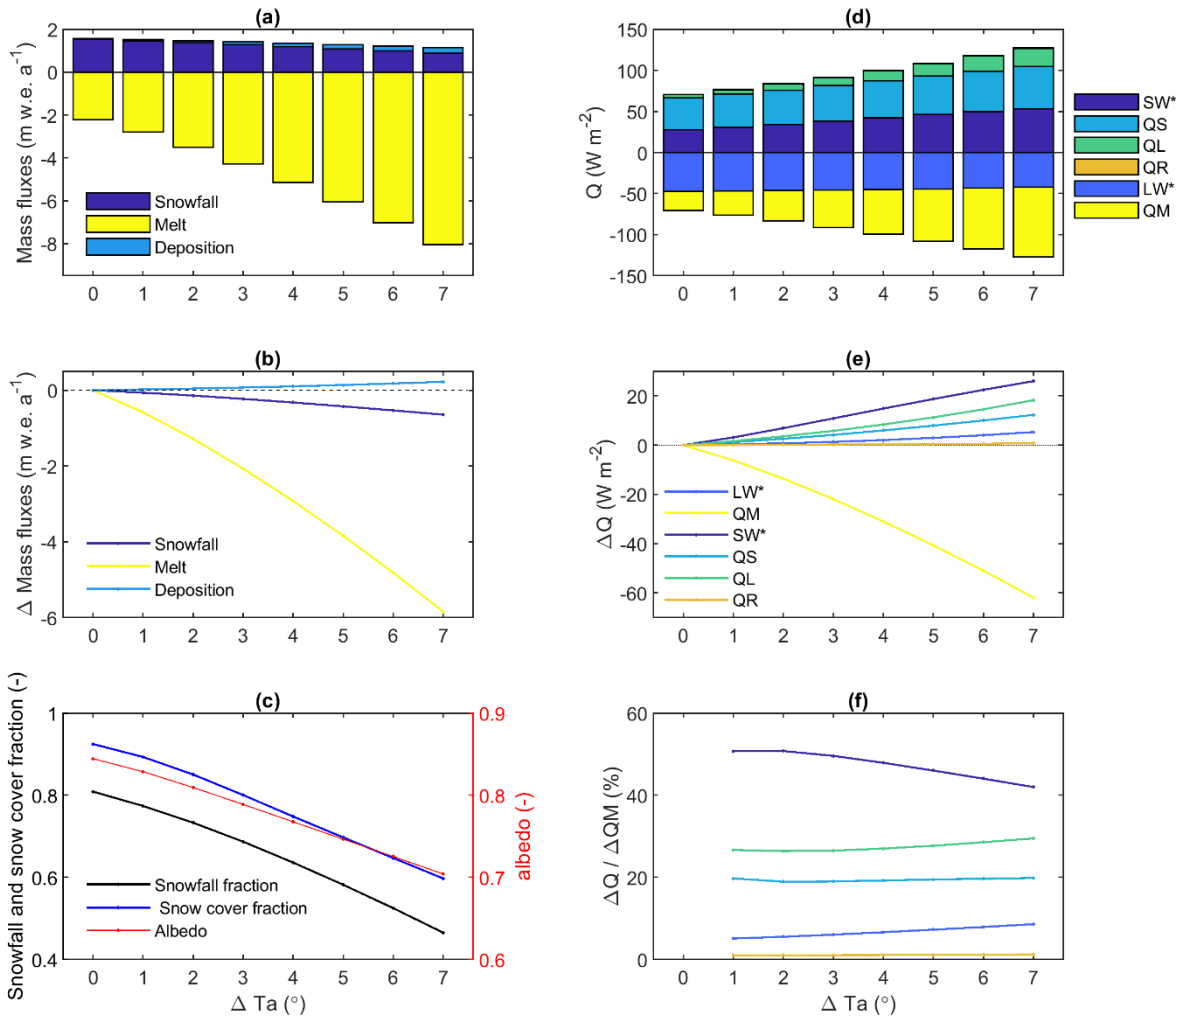 (a)
Mass fluxes (m w.e. a⁻¹)
2
0
-2
-4
-6
-8
Snowfall
Melt
Deposition
0 1 2 3 4 5 6 7
(d)
Q (W m⁻²)
150
100
50
0
-50
-100
-150
0 1 2 3 4 5 6 7
SW*
QS
QL
QR
LW*
QM
(b)
Δ Mass fluxes (m w.e. a⁻¹)
0
-2
-4
-6
Snowfall
Melt
Deposition
0 1 2 3 4 5 6 7
(e)
ΔQ (W m⁻²)
20
0
-20
-40
-60
LW*
QM
SW*
QS
QL
QR
0 1 2 3 4 5 6 7
(c)
Snowfall and snow cover fraction (-)
1
0.8
0.6
0.4
Snowfall fraction
Snow cover fraction
Albedo
0.9
0.8
0.7
0.6
albedo (-)
0 1 2 3 4 5 6 7
Δ Ta (°)
(f)
ΔQ / ΔQM (%)
60
40
20
0
0 1 2 3 4 5 6 7
Δ Ta (°)